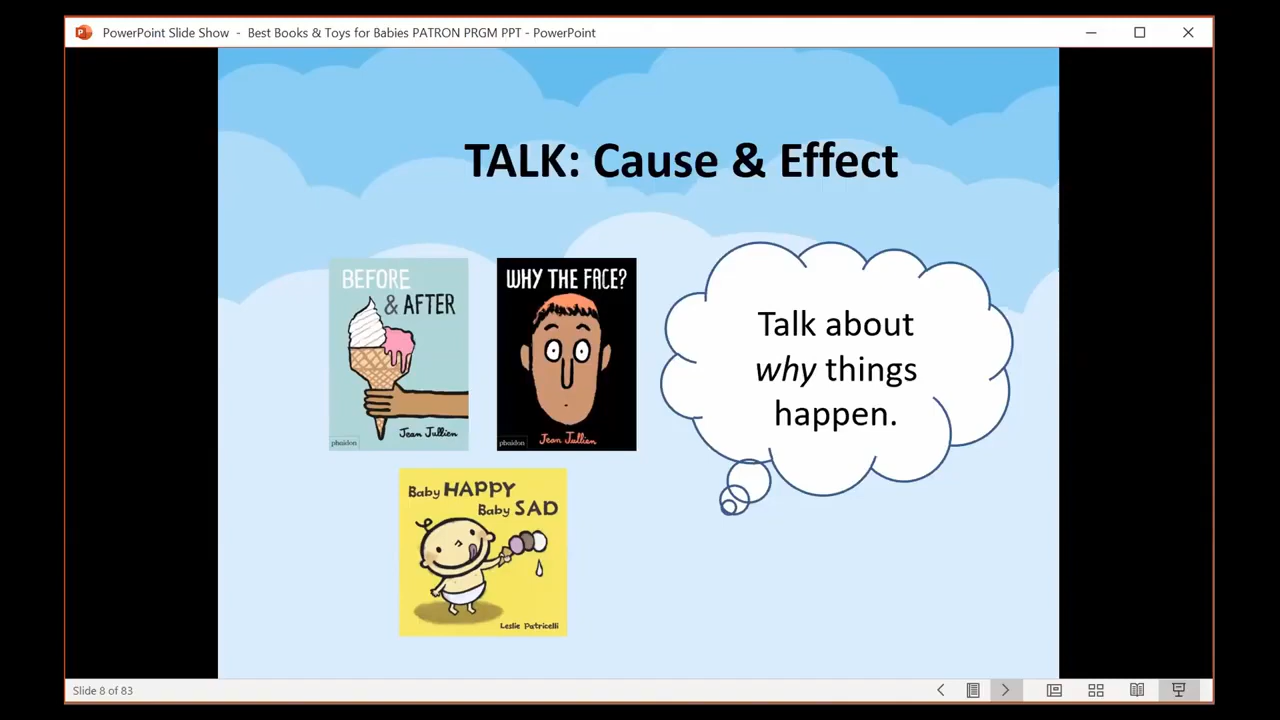 PowerPoint Slide Show - Best Books & Toys for Babies PATRON PRGM PPT - PowerPoint
TALK: Cause & Effect
BEFORE
& AFTER
Jean Jullien
phaidon
WHY THE FACE?
Jean Jullien
phaidon
Talk about
why things
happen.
Baby HAPPY
Baby SAD
Leslie Patricelli
Slide 8 of 83